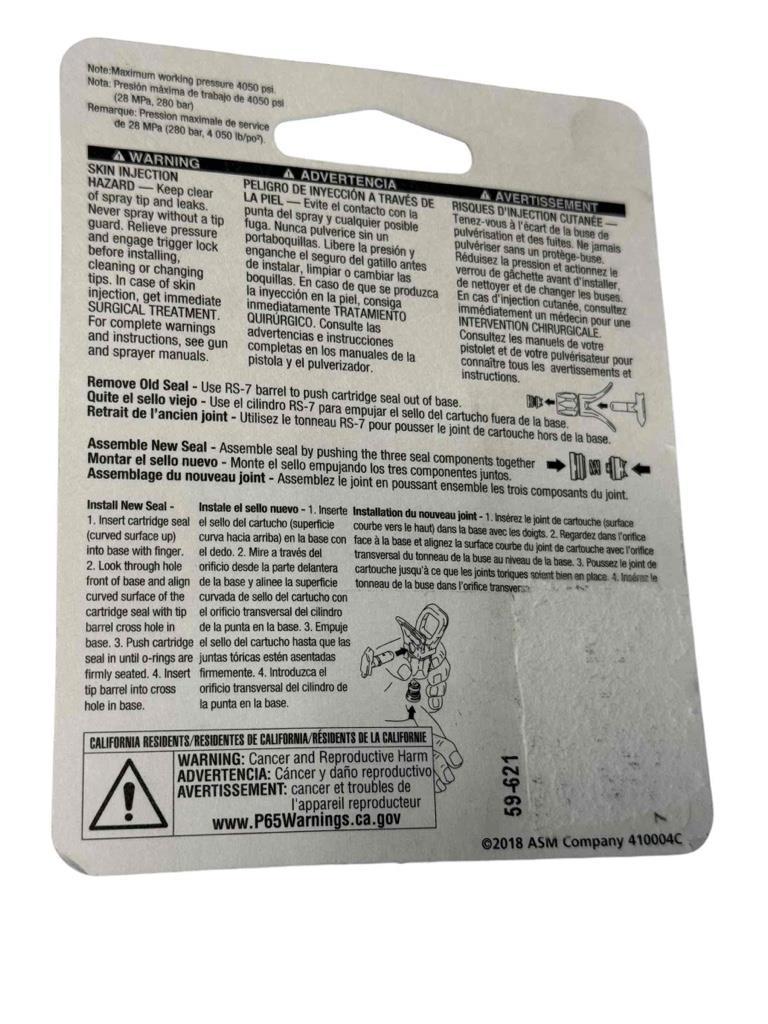 Note:Maximum working pressure 4050 psi.
Nota: Presión máxima de trabajo de 4050 psi
(28 MPa, 280 bar)
Remarque: Pression maximale de service
de 28 MPa (280 bar, 4 050 lb/po²).
⚠ WARNING
SKIN INJECTION
HAZARD — Keep clear
of spray tip and leaks.
Never spray without a tip
guard. Relieve pressure
and engage trigger lock
before installing,
cleaning or changing
tips. In case of skin
injection, get immediate
SURGICAL TREATMENT.
For complete warnings
and instructions, see gun
and sprayer manuals.
⚠ ADVERTENCIA
PELIGRO DE INYECCIÓN A TRAVÉS DE
LA PIEL — Evite el contacto con la
punta del spray y cualquier posible
fuga. Nunca pulverice sin un
portaboquillas. Libere la presión y
enganche el seguro del gatillo antes
de instalar, limpiar o cambiar las
boquillas. En caso de que se produzca
la inyección en la piel, consiga
inmediatamente TRATAMIENTO
QUIRÚRGICO. Consulte las
advertencias e instrucciones
completas en los manuales de la
pistola y el pulverizador.
⚠ AVERTISSEMENT
RISQUES D'INJECTION CUTANÉE —
Tenez-vous à l'écart de la buse de
pulvérisation et des fuites. Ne jamais
pulvériser sans un protège-buse.
Réduisez la pression et actionnez le
verrou de gâchette avant d'installer,
de nettoyer et de changer les buses.
En cas d'injection cutanée, consultez
immédiatement un médecin pour une
INTERVENTION CHIRURGICALE.
Consultez les manuels de votre
pistolet et de votre pulvérisateur pour
connaître tous les avertissements et
instructions.
Remove Old Seal - Use RS-7 barrel to push cartridge seal out of base.
Quite el sello viejo - Use el cilindro RS-7 para empujar el sello del cartucho fuera de la base.
Retrait de l'ancien joint - Utilisez le tonneau RS-7 pour pousser le joint de cartouche hors de la base.
Assemble New Seal - Assemble seal by pushing the three seal components together
Montar el sello nuevo - Monte el sello empujando los tres componentes juntos.
Assemblage du nouveau joint - Assemblez le joint en poussant ensemble les trois composants du joint.
Install New Seal -
1. Insert cartridge seal
(curved surface up)
into base with finger.
2. Look through hole
front of base and align
curved surface of the
cartridge seal with tip
barrel cross hole in
base. 3. Push cartridge
seal in until o-rings are
firmly seated. 4. Insert
tip barrel into cross
hole in base.
Instale el sello nuevo - 1. Inserte
el sello del cartucho (superficie
curva hacia arriba) en la base con
el dedo. 2. Mire a través del
orificio desde la parte delantera
de la base y alinee la superficie
curvada de sello del cartucho con
el orificio transversal del cilindro
de la punta en la base. 3. Empuje
el sello del cartucho hasta que las
juntas tóricas estén asentadas
firmemente. 4. Introduzca el
orificio transversal del cilindro de
la punta en la base.
Installation du nouveau joint - 1. Insérez le joint de cartouche (surface
courbe vers le haut) dans la base avec les doigts. 2. Regardez dans l'orifice
face à la base et alignez la surface courbe du joint de cartouche avec l'orifice
transversal du tonneau de la buse au niveau de la base. 3. Poussez le joint de
cartouche jusqu'à ce que les joints toriques soient bien en place. 4. Insérez le
tonneau de la buse dans l'orifice
CALIFORNIA RESIDENTS/RESIDENTES DE CALIFORNIA/RÉSIDENTS DE LA CALIFORNIE
WARNING: Cancer and Reproductive Harm
ADVERTENCIA: Cáncer y daño reproductivo
AVERTISSEMENT: cancer et troubles de
l'appareil reproducteur
www.P65Warnings.ca.gov
59-621
7
©2018 ASM Company 410004C